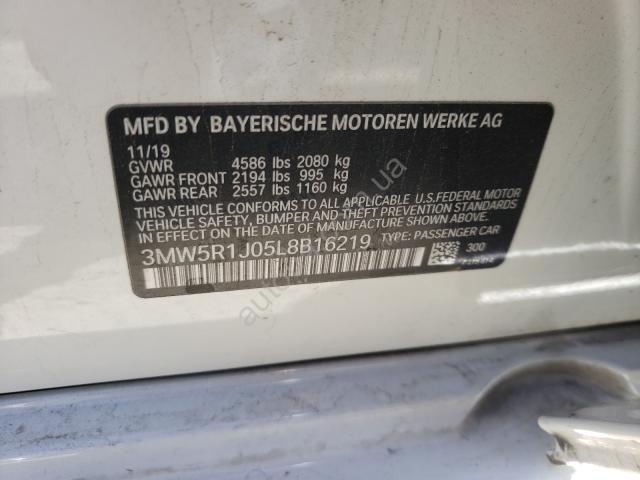 MFD BY BAYERISCHE MOTOREN WERKE AG
11/19
GVWR 4586 lbs 2080 kg
GAWR FRONT 2194 lbs 995 kg
GAWR REAR 2557 lbs 1160 kg
THIS VEHICLE CONFORMS TO ALL APPLICABLE U.S.FEDERAL MOTOR
VEHICLE SAFETY, BUMPER AND THEFT PREVENTION STANDARDS
IN EFFECT ON THE DATE OF MANUFACTURE SHOWN ABOVE.
3MW5R1J05L8B16219 TYPE: PASSENGER CAR
300